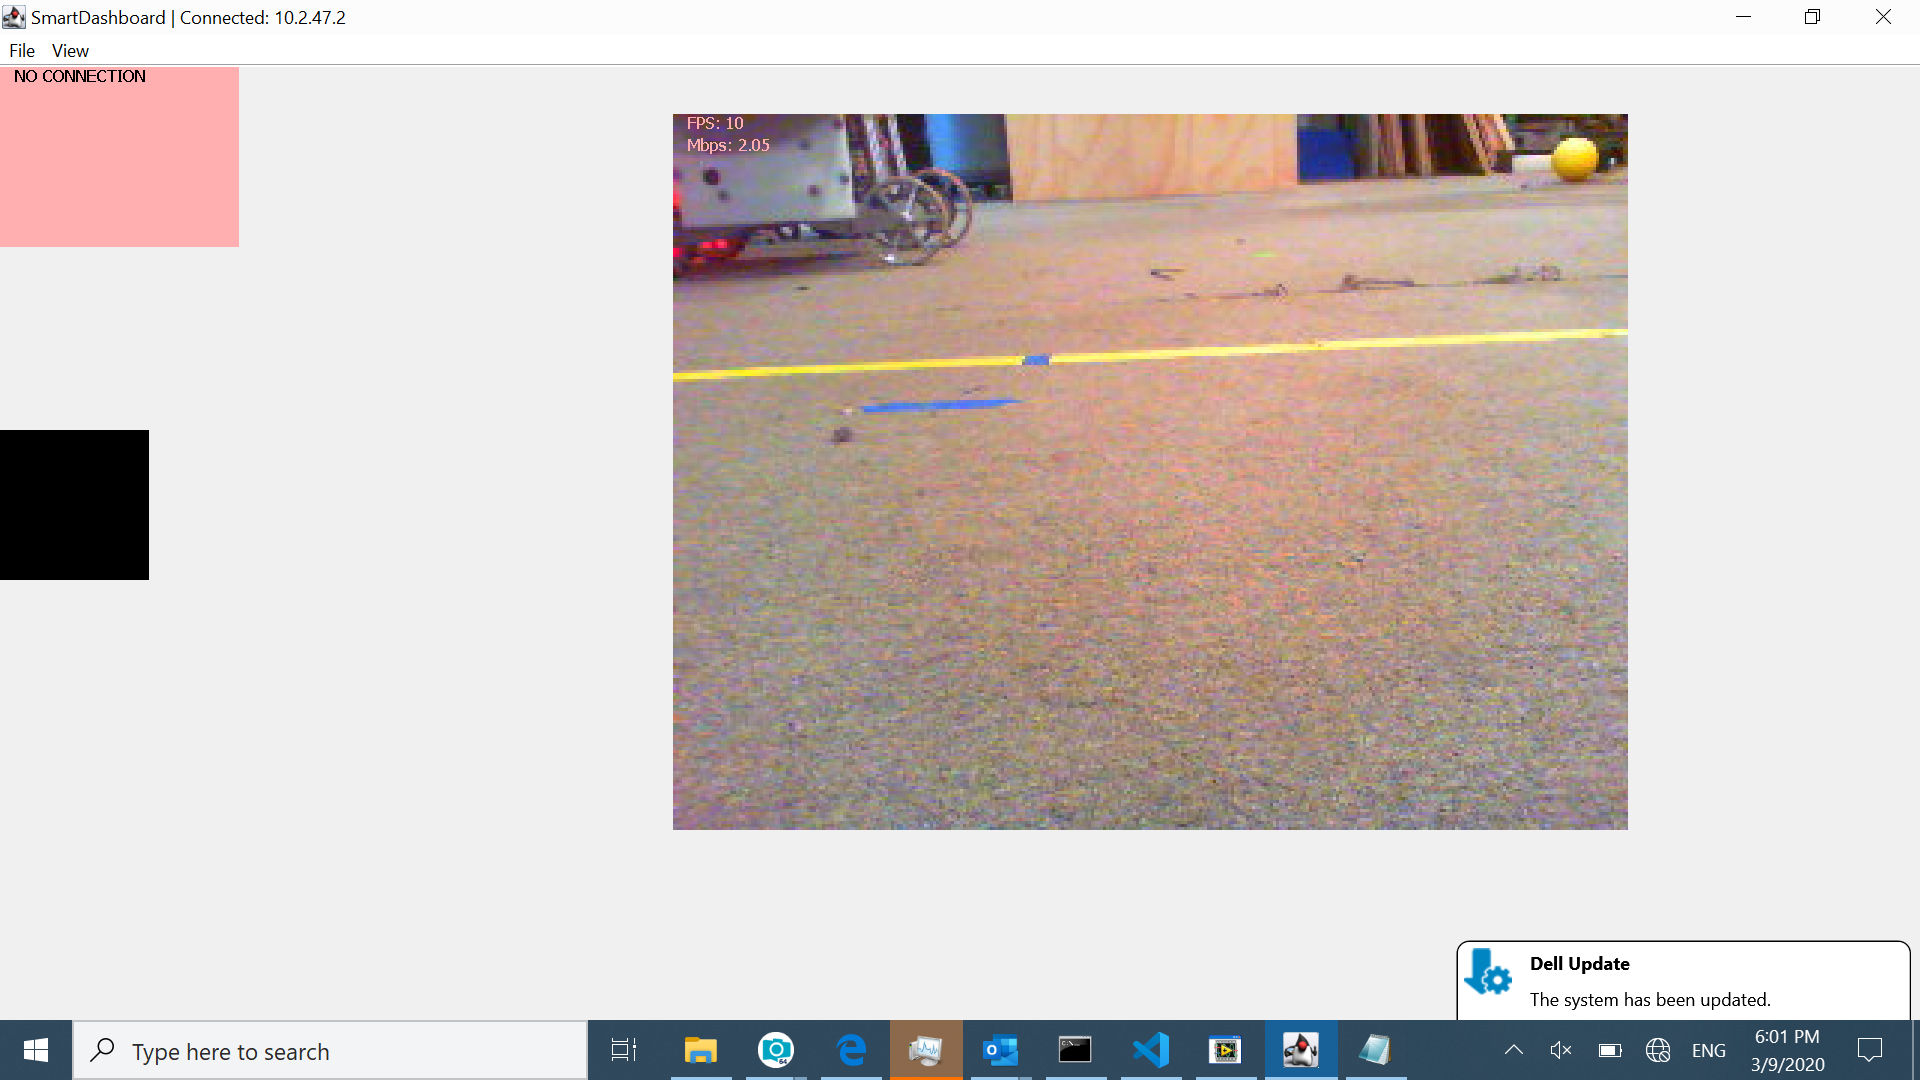 SmartDashboard | Connected: 10.2.47.2
File View
NO CONNECTION
FPS: 10
Mbps: 2.05
Dell Update
The system has been updated.
Type here to search
64
C:\.
ENG
6:01 PM
3/9/2020